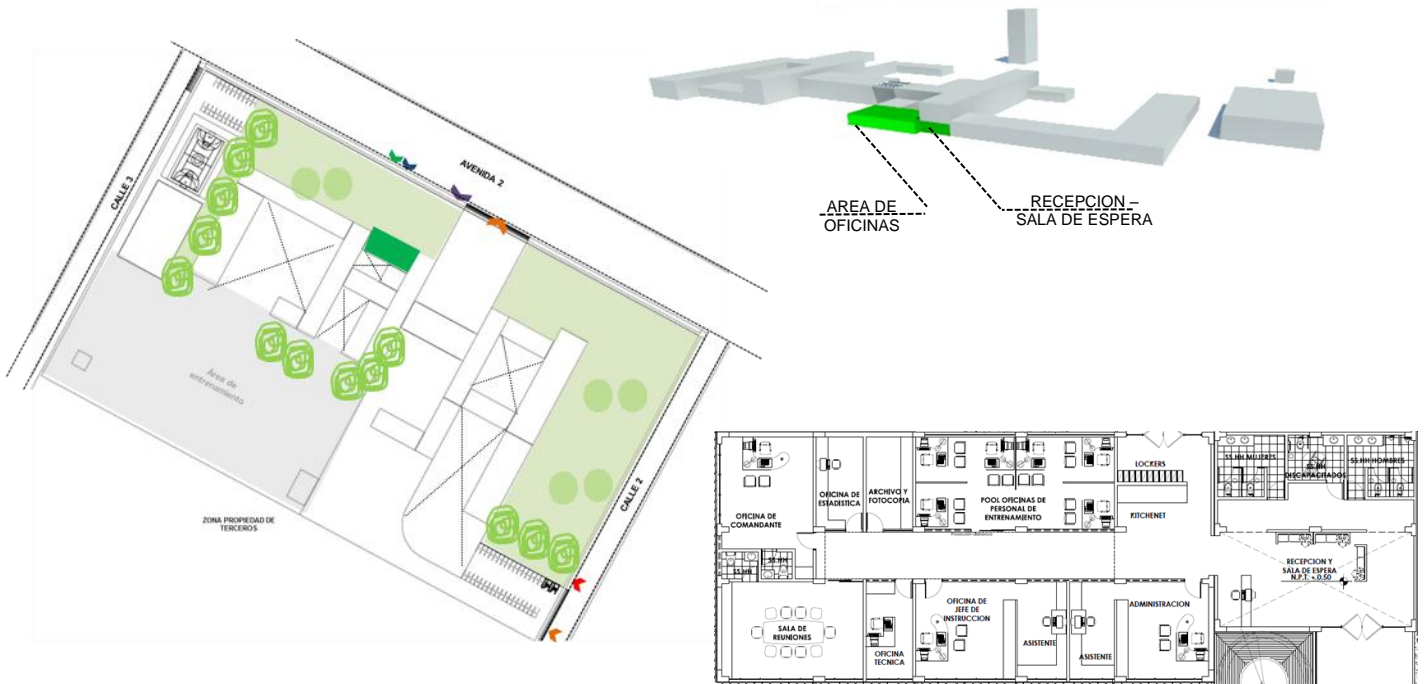 AVENIDA 2
CALLE 3
Área de
entrenamiento
CALLE 2
ZONA PROPIEDAD DE
TERCEROS
AREA DE
OFICINAS
RECEPCION –
SALA DE ESPERA
OFICINA DE
COMANDANTE
OFICINA DE
ESTADISTICA
ARCHIVO Y
FOTOCOPIA
POOL OFICINAS DE
PERSONAL DE
ENTRENAMIENTO
LOCKERS
KITCHENET
SS.HH MUJERES
SS.HH
DISCAPACITADOS
SS.HH HOMBRES
SS.HH
SS.HH
RECEPCION Y
SALA DE ESPERA
N.P.T. +.0.50
SALA DE
REUNIONES
OFICINA
TECNICA
OFICINA DE
JEFE DE
INSTRUCCION
ASISTENTE
ASISTENTE
ADMINISTRACION